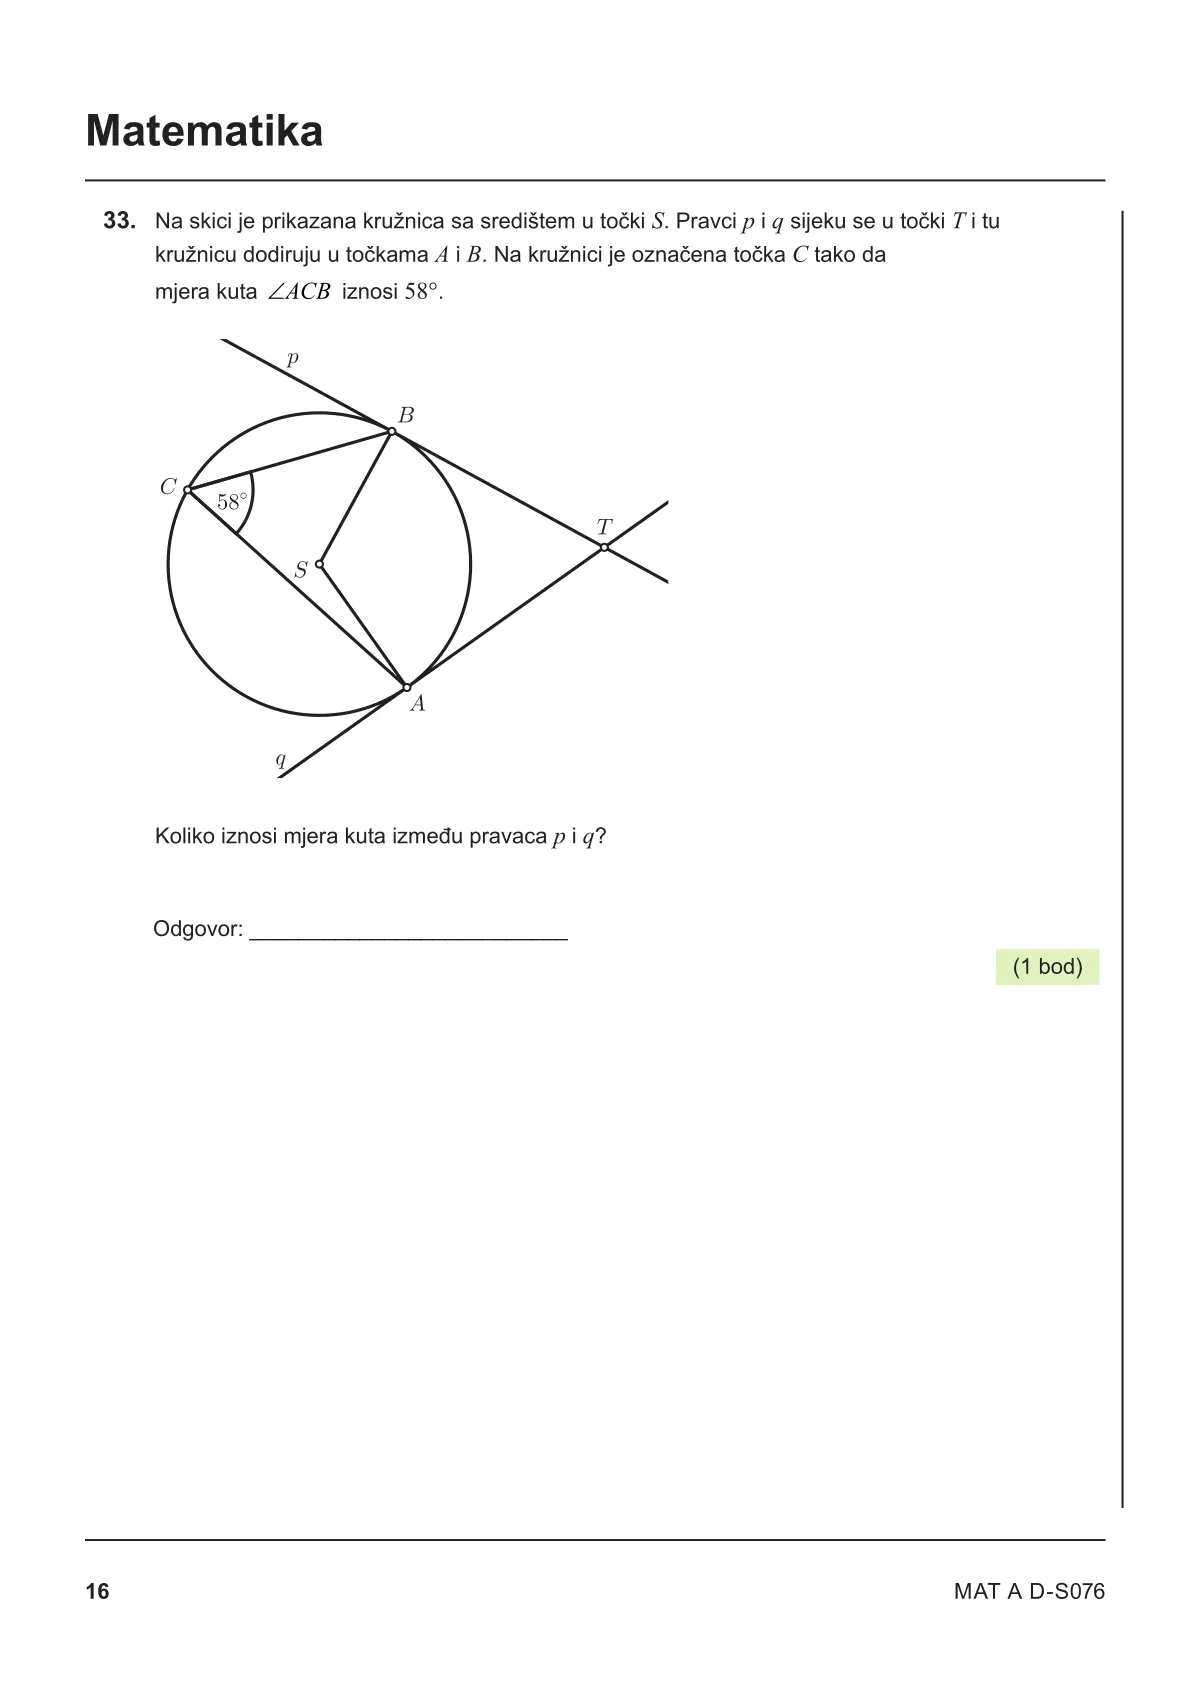 Matematika
33. Na skici je prikazana kružnica sa središtem u točki S. Pravci p i q sijeku se u točki T i tu
kružnicu dodiruju u točkama A i B. Na kružnici je označena točka C tako da
mjera kuta ∠ACB iznosi 58°.
p
B
C
58°
T
S
A
q
Koliko iznosi mjera kuta između pravaca p i q?
Odgovor: __________________________
(1 bod)
16
MAT A D-S076